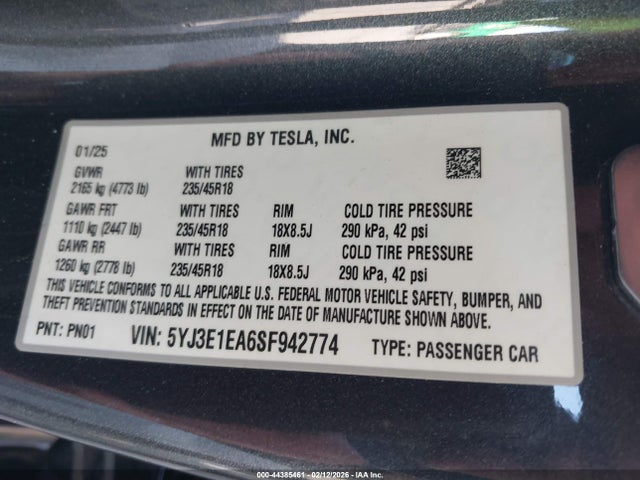 MFD BY TESLA, INC.
01/25
GVWR WITH TIRES
2165 kg (4773 lb) 235/45R18
GAWR FRT WITH TIRES RIM COLD TIRE PRESSURE
1110 kg (2447 lb) 235/45R18 18X8.5J 290 kPa, 42 psi
GAWR RR WITH TIRES RIM COLD TIRE PRESSURE
1260 kg (2778 lb) 235/45R18 18X8.5J 290 kPa, 42 psi
THIS VEHICLE CONFORMS TO ALL APPLICABLE U.S. FEDERAL MOTOR VEHICLE SAFETY, BUMPER, AND
THEFT PREVENTION STANDARDS IN EFFECT ON THE DATE OF MANUFACTURE SHOWN ABOVE.
PNT: PN01 VIN: 5YJ3E1EA6SF942774 TYPE: PASSENGER CAR
000-44385461 - 02/12/2026 - IAA Inc.